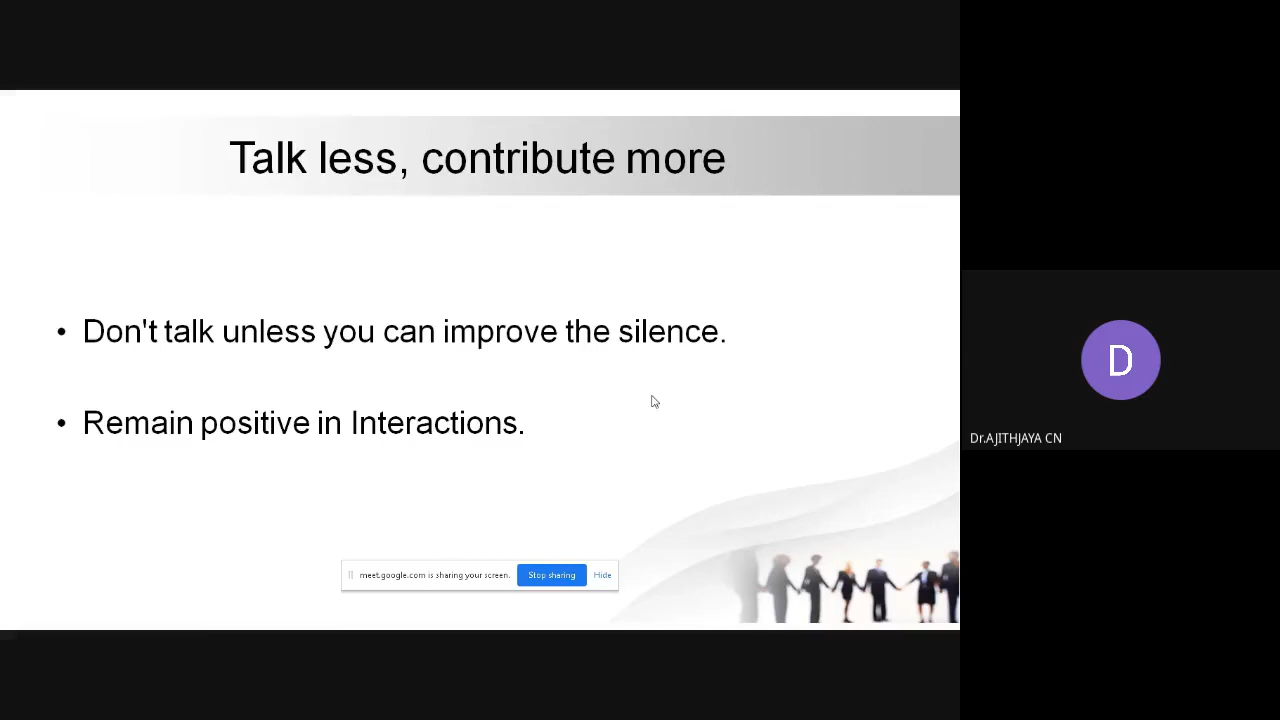 Talk less, contribute more
• Don't talk unless you can improve the silence.
• Remain positive in Interactions.
meet.google.com is sharing your screen. Stop sharing Hide
D
Dr.AJITHJAYA CN